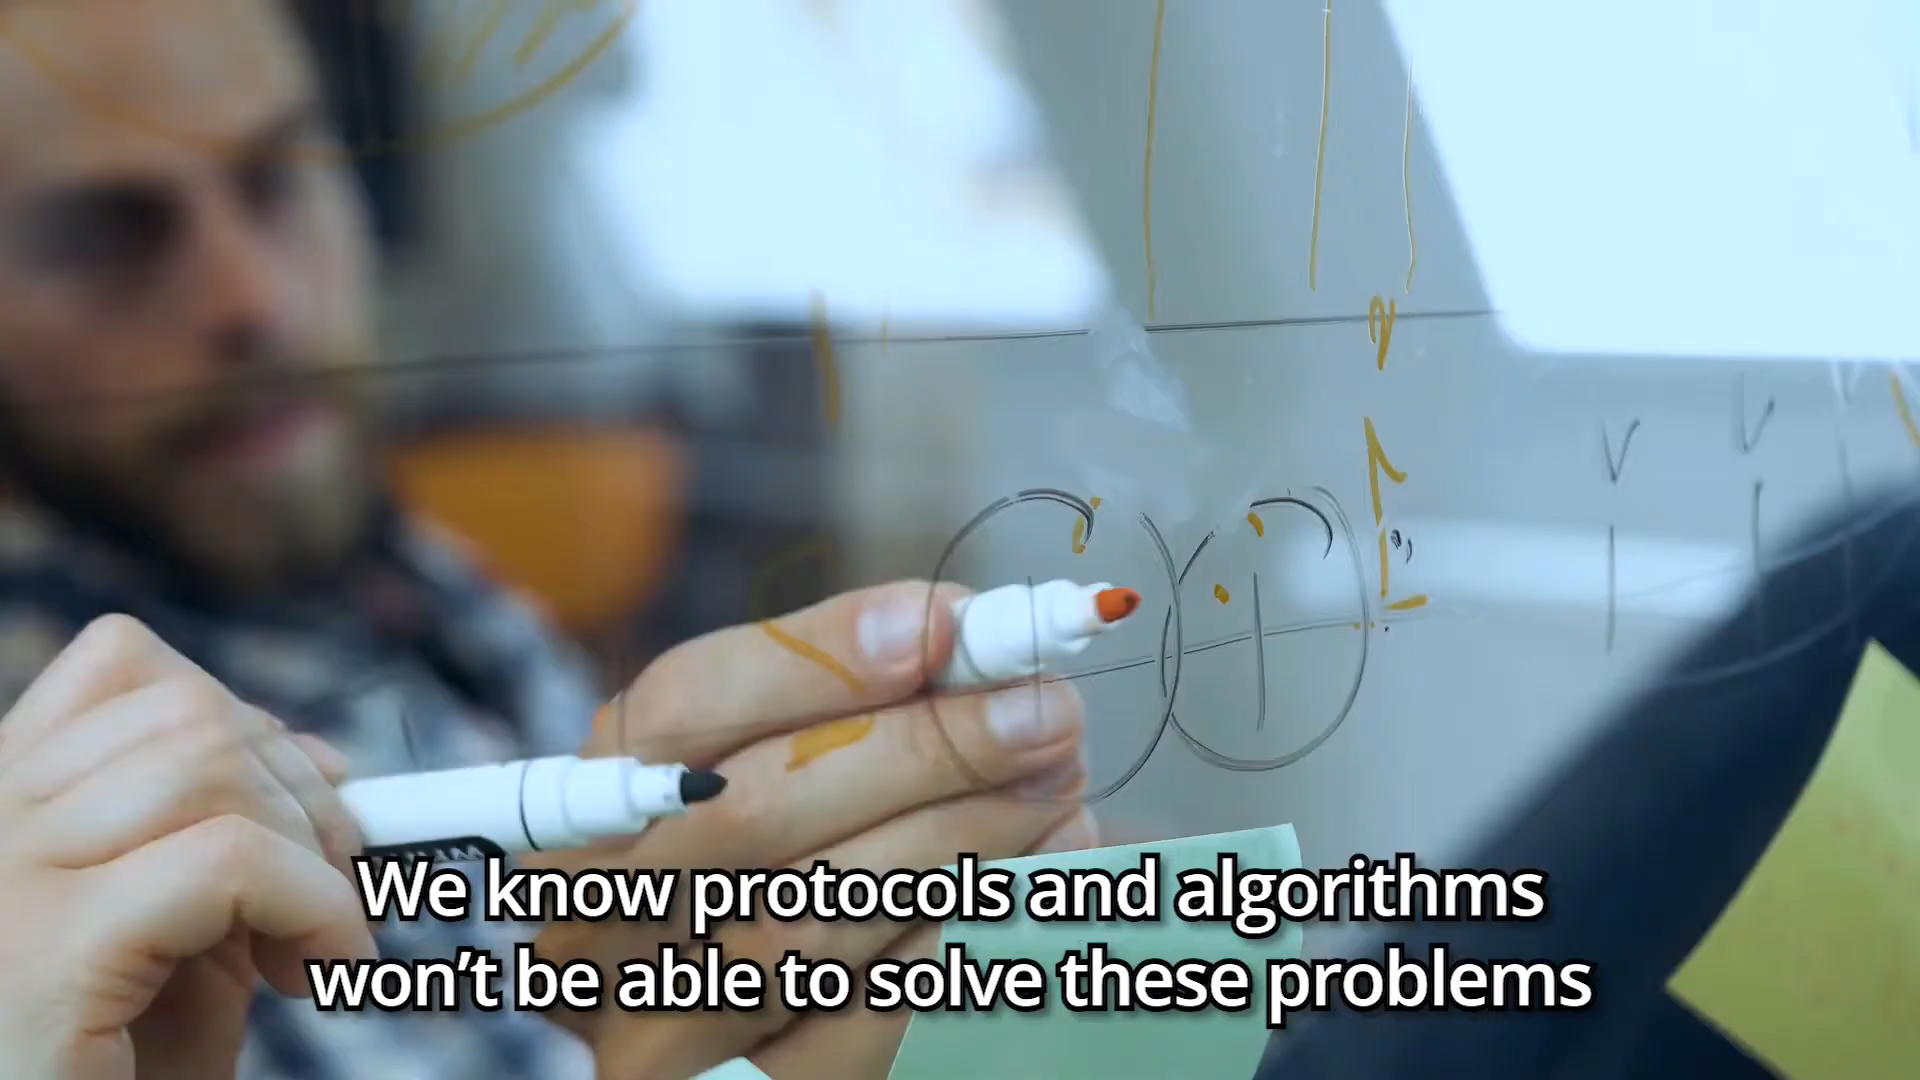 We know protocols and algorithms
won't be able to solve these problems